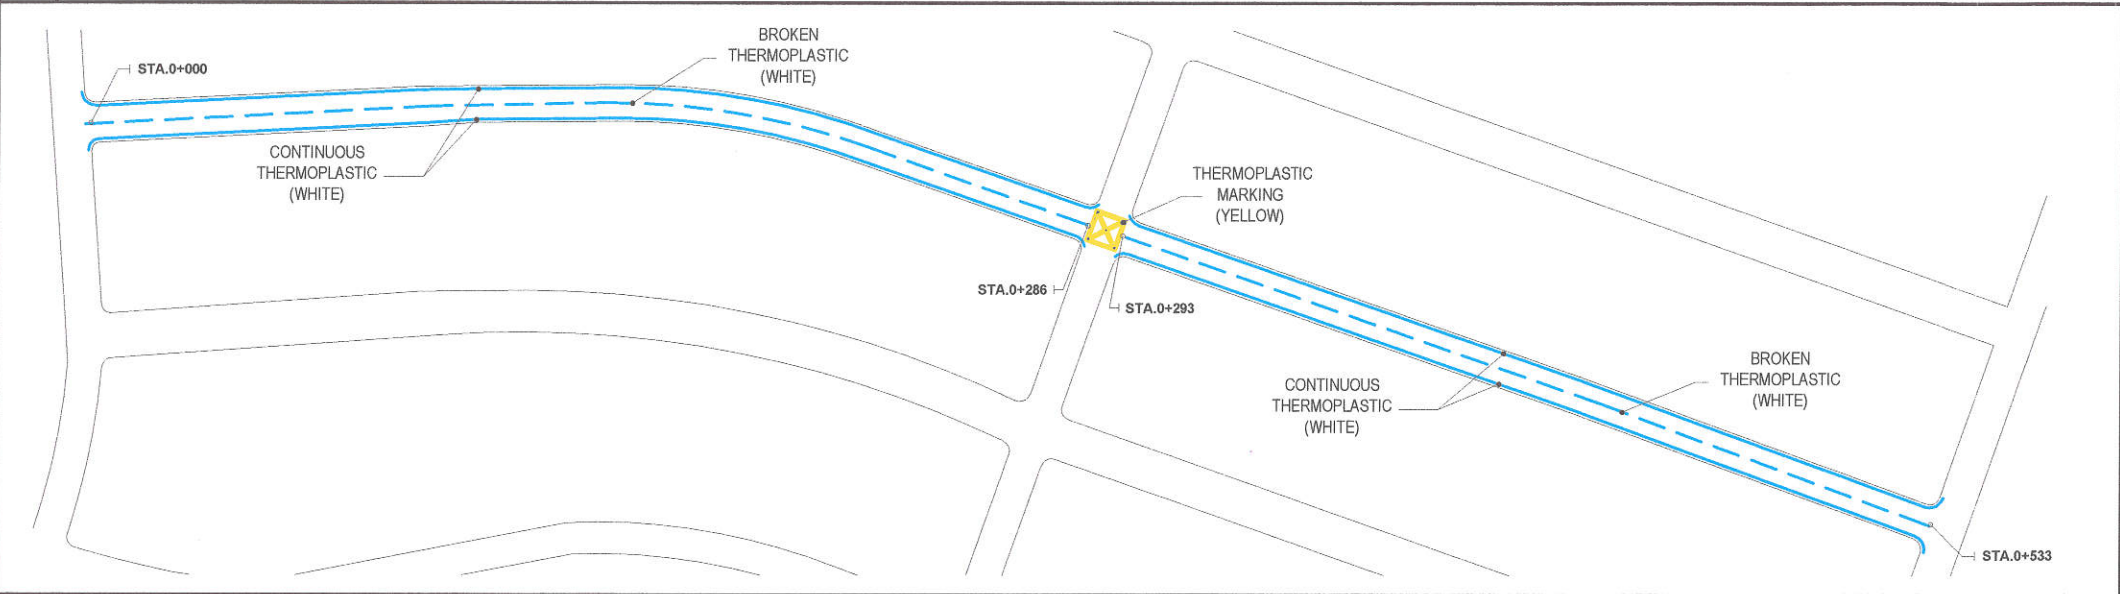 STA.0+000
BROKEN
THERMOPLASTIC
(WHITE)
CONTINUOUS
THERMOPLASTIC
(WHITE)
THERMOPLASTIC
MARKING
(YELLOW)
STA.0+286
STA.0+293
CONTINUOUS
THERMOPLASTIC
(WHITE)
BROKEN
THERMOPLASTIC
(WHITE)
STA.0+533